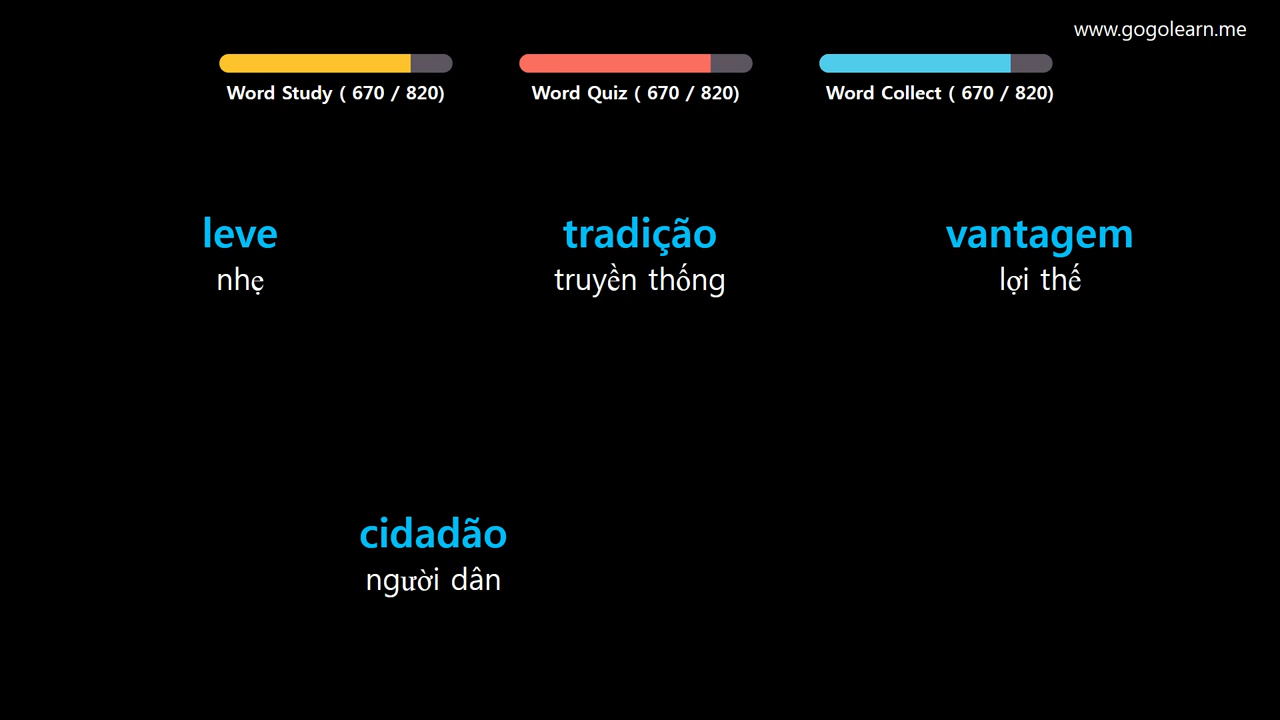 www.gogolearn.me
Word Study ( 670 / 820)
Word Quiz ( 670 / 820)
Word Collect ( 670 / 820)
leve
nhẹ
tradição
truyền thống
vantagem
lợi thế
cidadão
người dân